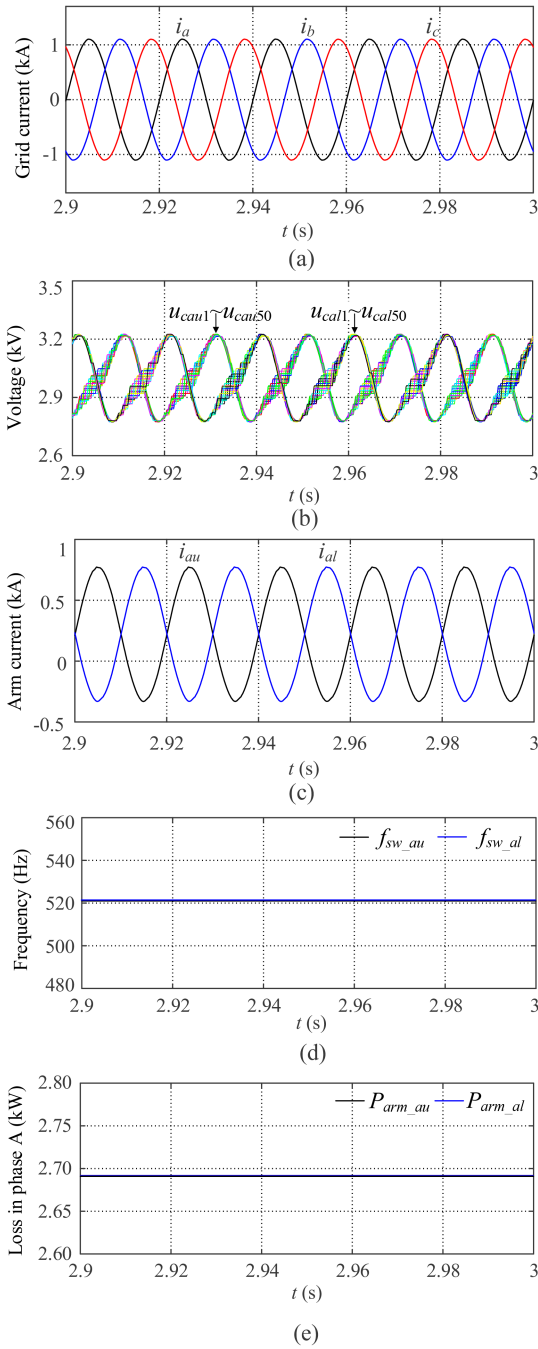 i_a i_b i_c
Grid current (kA)
1
0
-1
2.9 2.92 2.94 2.96 2.98 3
t (s)
(a)
u_cau1~u_cau50 u_cal1~u_cal50
Voltage (kV)
3.5
3.2
2.9
2.6
2.9 2.92 2.94 2.96 2.98 3
t (s)
(b)
i_au i_al
Arm current (kA)
1
0.5
0
-0.5
2.9 2.92 2.94 2.96 2.98 3
t (s)
(c)
f_sw_au f_sw_al
Frequency (Hz)
560
540
520
500
480
2.9 2.92 2.94 2.96 2.98 3
t (s)
(d)
P_arm_au P_arm_al
Loss in phase A (kW)
2.80
2.75
2.70
2.65
2.60
2.9 2.92 2.94 2.96 2.98 3
t (s)
(e)